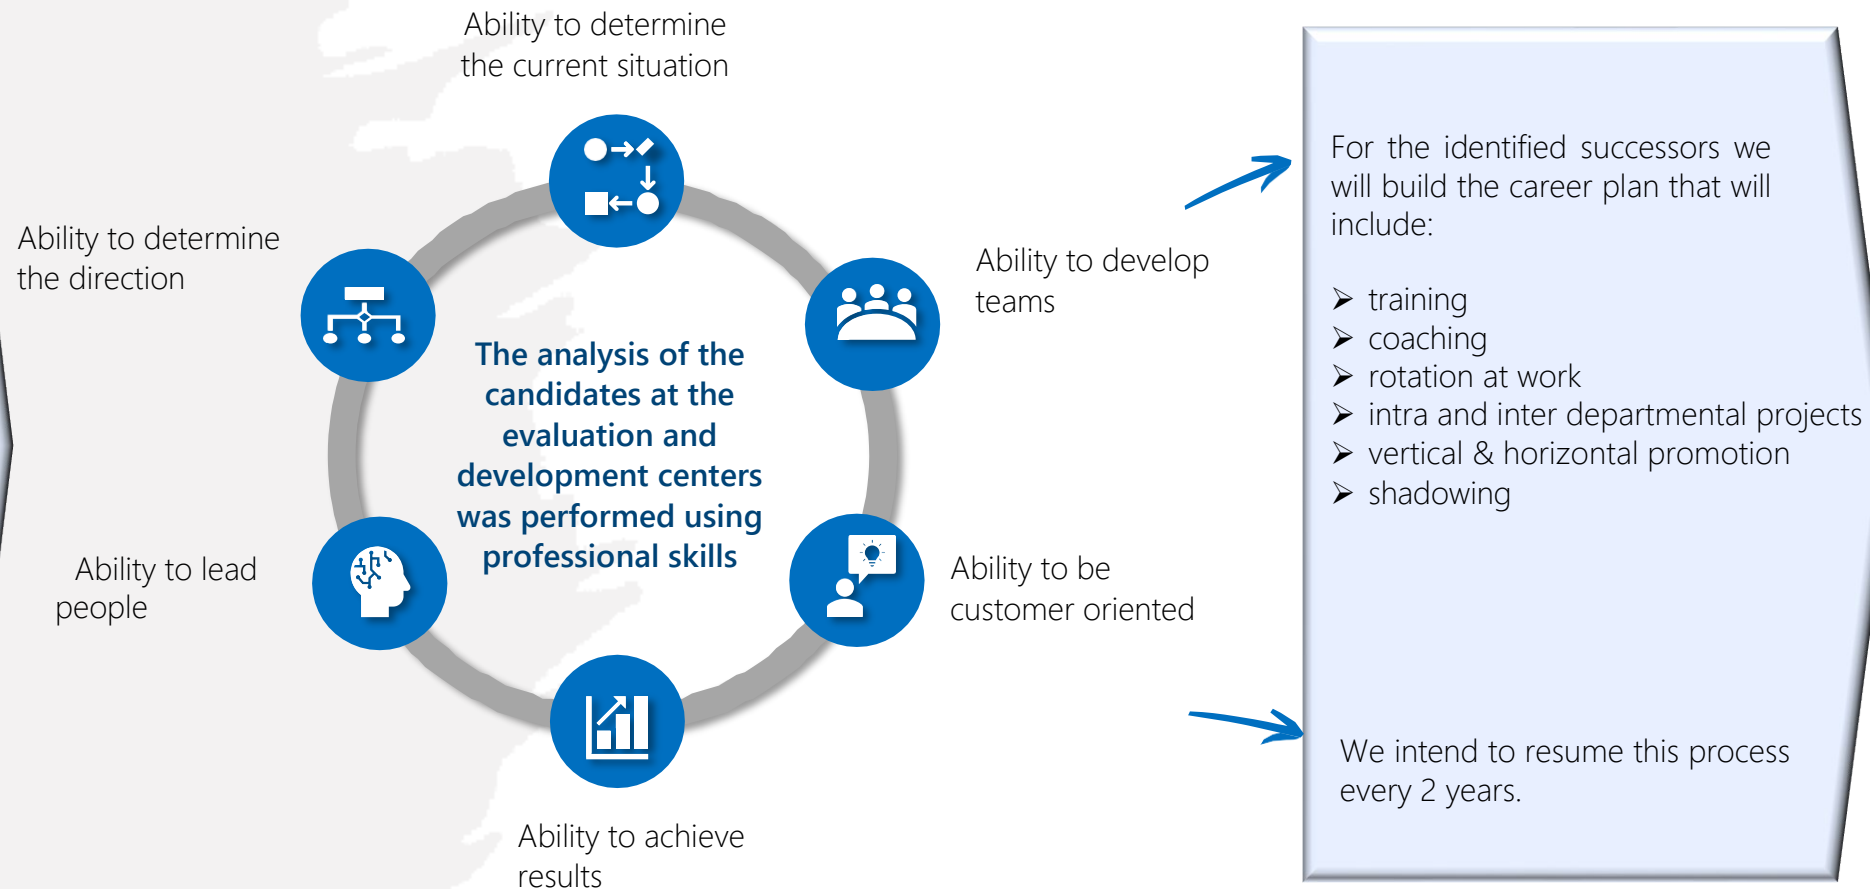 Ability to determine
the current situation
Ability to determine
the direction
Ability to develop
teams
The analysis of the
candidates at the
evaluation and
development centers
was performed using
professional skills
Ability to lead
people
Ability to be
customer oriented
Ability to achieve
results
For the identified successors we
will build the career plan that will
include:
➢ training
➢ coaching
➢ rotation at work
➢ intra and inter departmental projects
➢ vertical & horizontal promotion
➢ shadowing
We intend to resume this process
every 2 years.